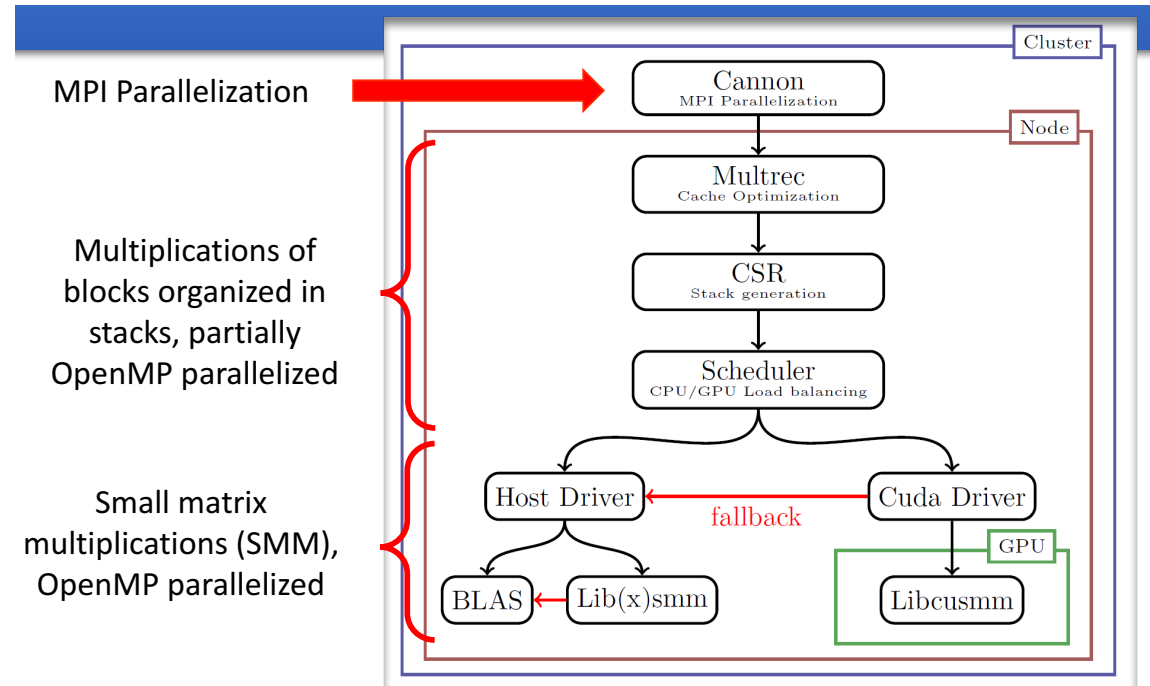 Cluster
MPI Parallelization
Cannon
MPI Parallelization
Node
Multrec
Cache Optimization
Multiplications of
blocks organized in
stacks, partially
OpenMP parallelized
CSR
Stack generation
Scheduler
CPU/GPU Load balancing
Small matrix
multiplications (SMM),
OpenMP parallelized
Host Driver
fallback
Cuda Driver
GPU
BLAS
Lib(x)smm
Libcusmm